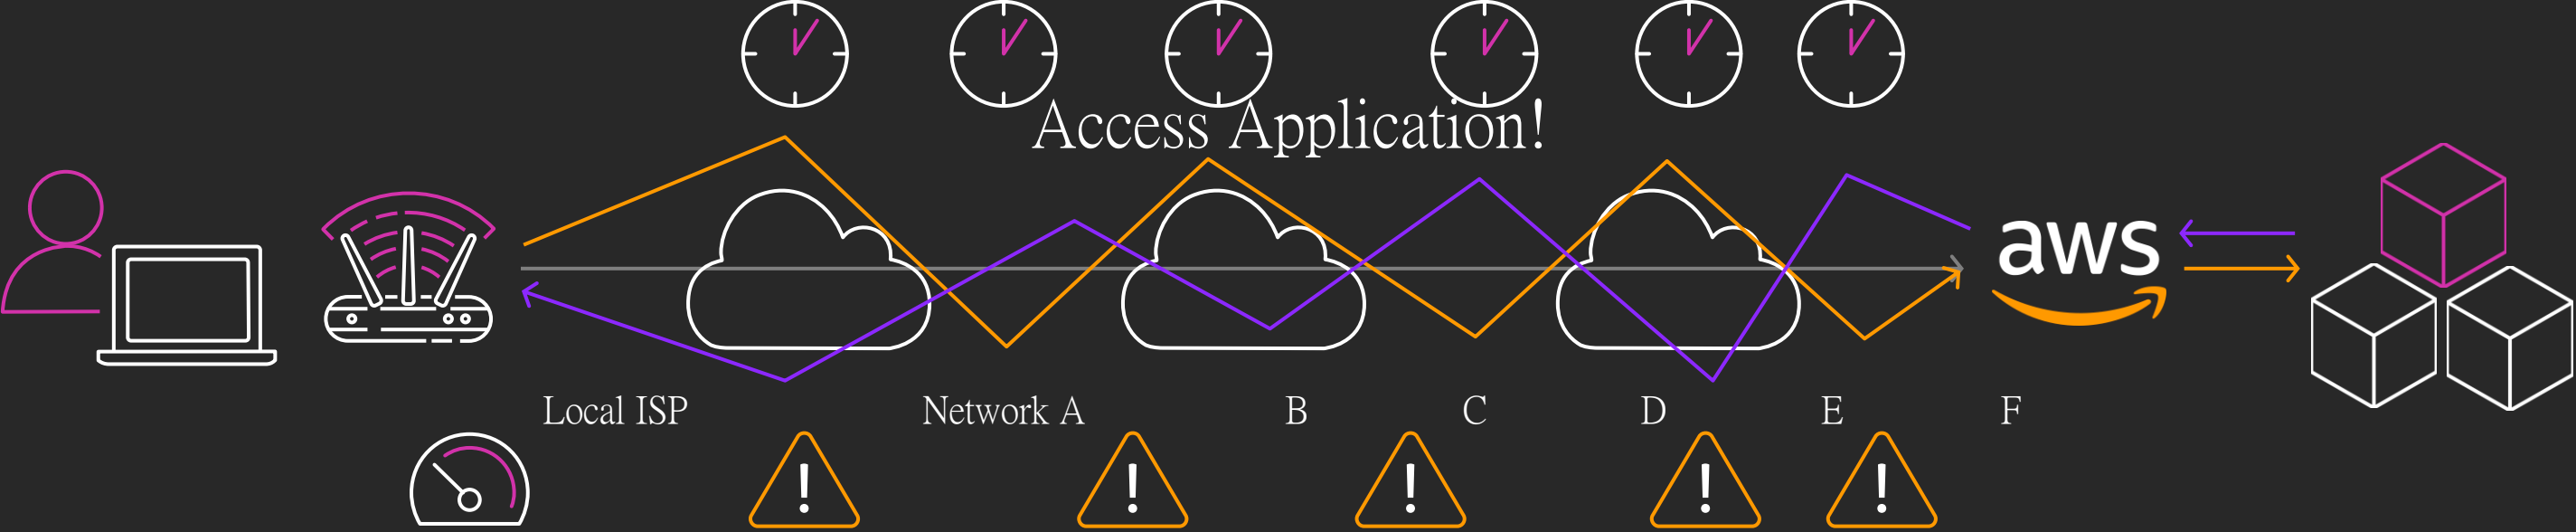 Access Application!
aws
Local ISP Network A B C D E F